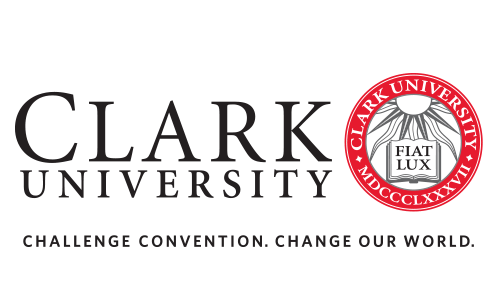 CLARK
UNIVERSITY
CLARK UNIVERSITY
FIAT
LUX
MDCCCLXXXVII
CHALLENGE CONVENTION. CHANGE OUR WORLD.